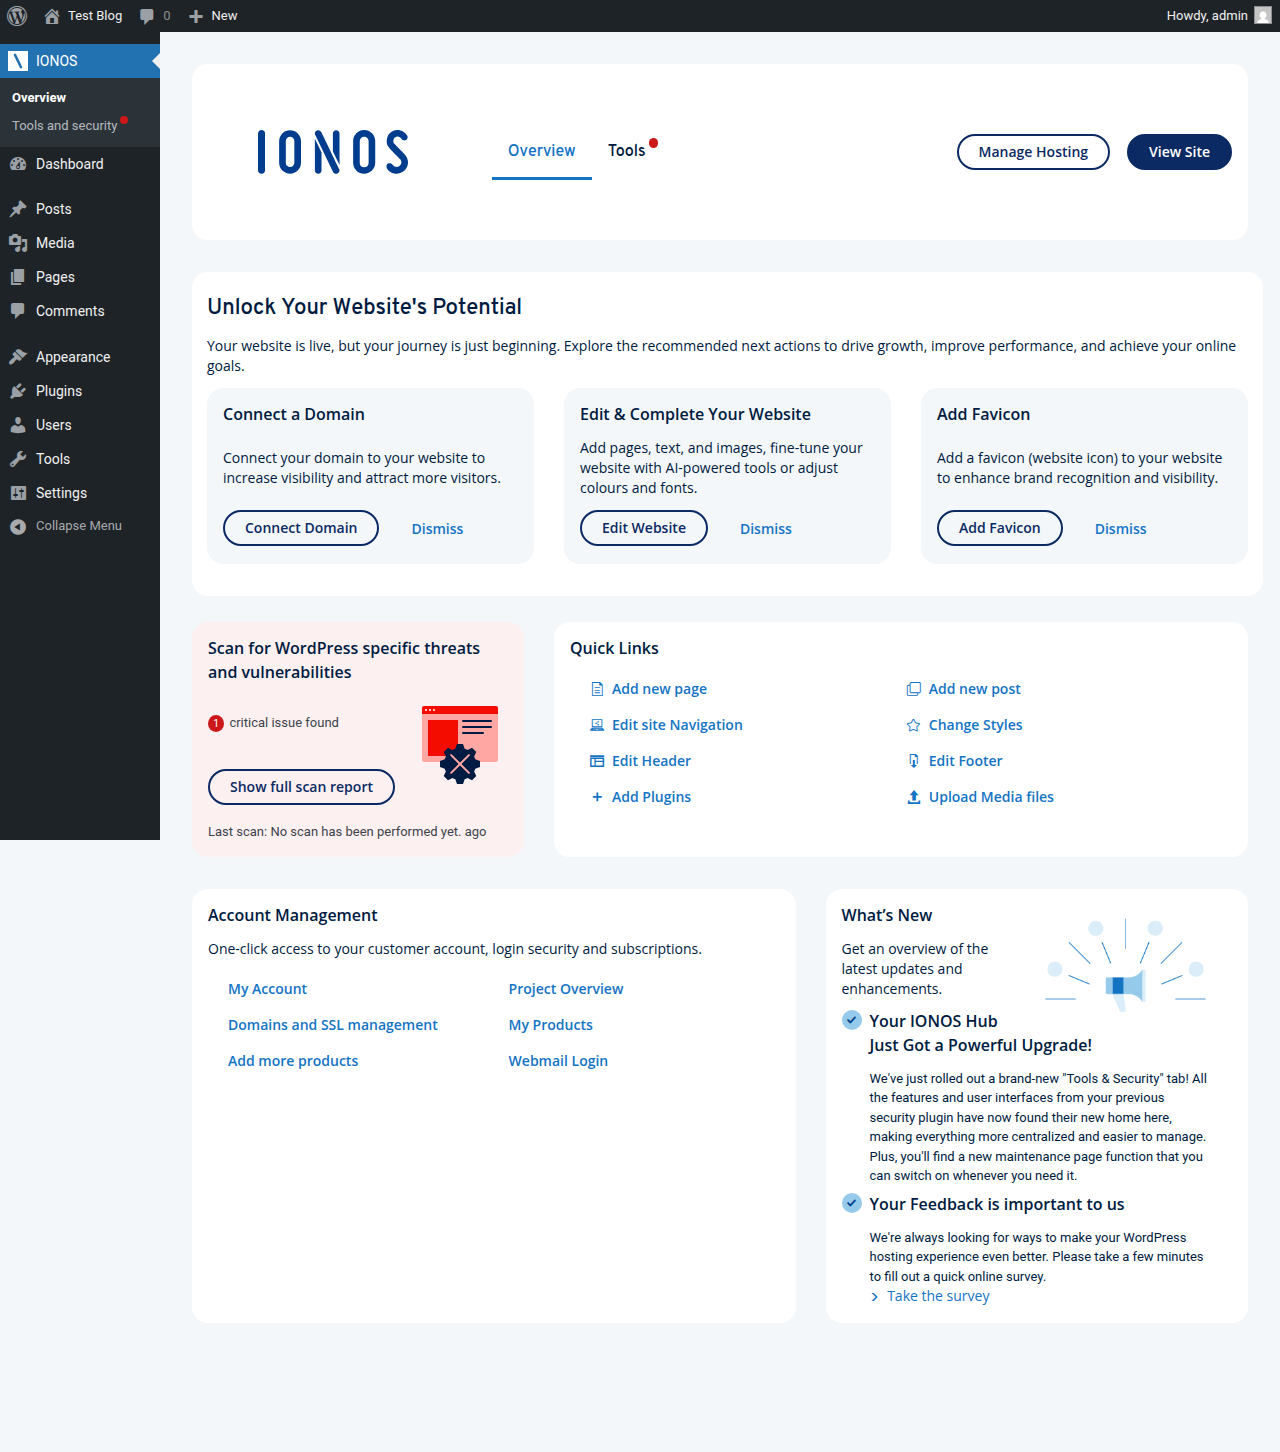 Test Blog
0
New
Howdy, admin
IONOS
Overview
Tools and security
Dashboard
Posts
Media
Pages
Comments
Appearance
Plugins
Users
Tools
Settings
Collapse Menu
IONOS
Overview
Tools
Manage Hosting
View Site
Unlock Your Website's Potential
Your website is live, but your journey is just beginning. Explore the recommended next actions to drive growth, improve performance, and achieve your online
goals.
Connect a Domain
Connect your domain to your website to
increase visibility and attract more visitors.
Connect Domain
Dismiss
Edit & Complete Your Website
Add pages, text, and images, fine-tune your
website with AI-powered tools or adjust
colours and fonts.
Edit Website
Dismiss
Add Favicon
Add a favicon (website icon) to your website
to enhance brand recognition and visibility.
Add Favicon
Dismiss
Scan for WordPress specific threats
and vulnerabilities
1 critical issue found
Show full scan report
Last scan: No scan has been performed yet. ago
Quick Links
Add new page
Add new post
Edit site Navigation
Change Styles
Edit Header
Edit Footer
Add Plugins
Upload Media files
Account Management
One-click access to your customer account, login security and subscriptions.
My Account
Project Overview
Domains and SSL management
My Products
Add more products
Webmail Login
What’s New
Get an overview of the
latest updates and
enhancements.
Your IONOS Hub
Just Got a Powerful Upgrade!
We've just rolled out a brand-new "Tools & Security" tab! All
the features and user interfaces from your previous
security plugin have now found their new home here,
making everything more centralized and easier to manage.
Plus, you'll find a new maintenance page function that you
can switch on whenever you need it.
Your Feedback is important to us
We're always looking for ways to make your WordPress
hosting experience even better. Please take a few minutes
to fill out a quick online survey.
Take the survey